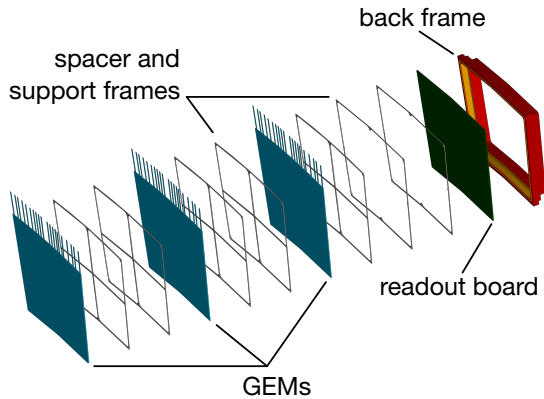 back frame
spacer and
support frames
readout board
GEMs